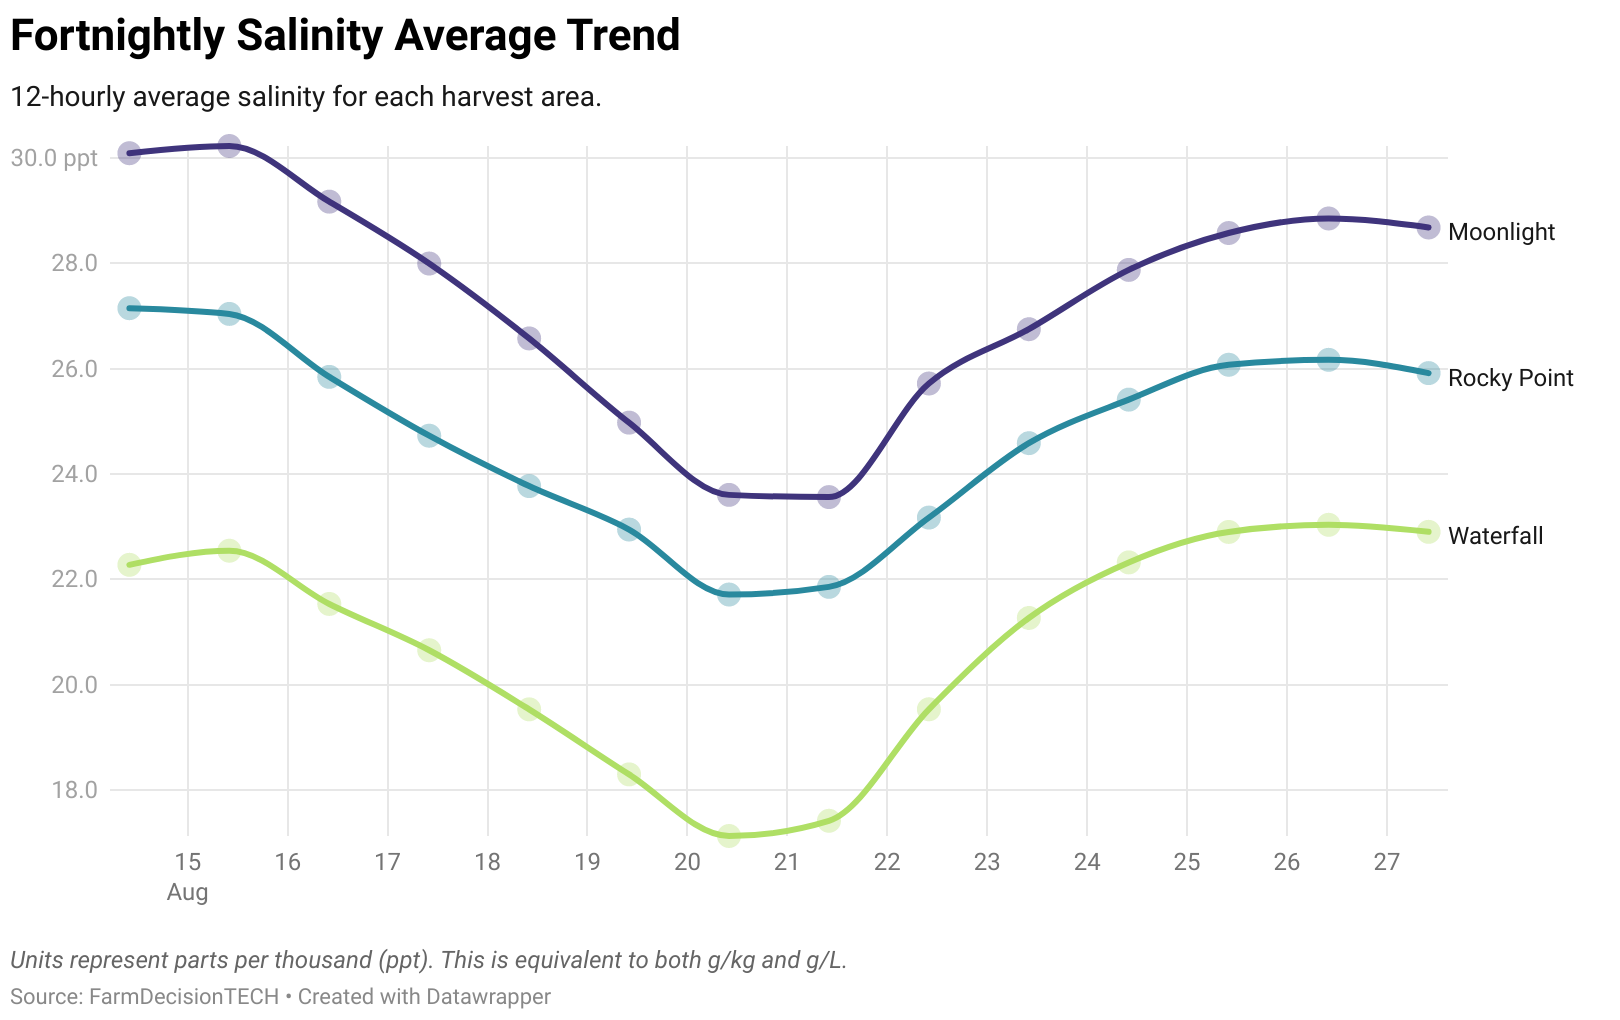 Fortnightly Salinity Average Trend
12-hourly average salinity for each harvest area.
30.0 ppt
28.0
26.0
24.0
22.0
20.0
18.0
Moonlight
Rocky Point
Waterfall
15 16 17 18 19 20 21 22 23 24 25 26 27
Aug
Units represent parts per thousand (ppt). This is equivalent to both g/kg and g/L.
Source: FarmDecisionTECH • Created with Datawrapper